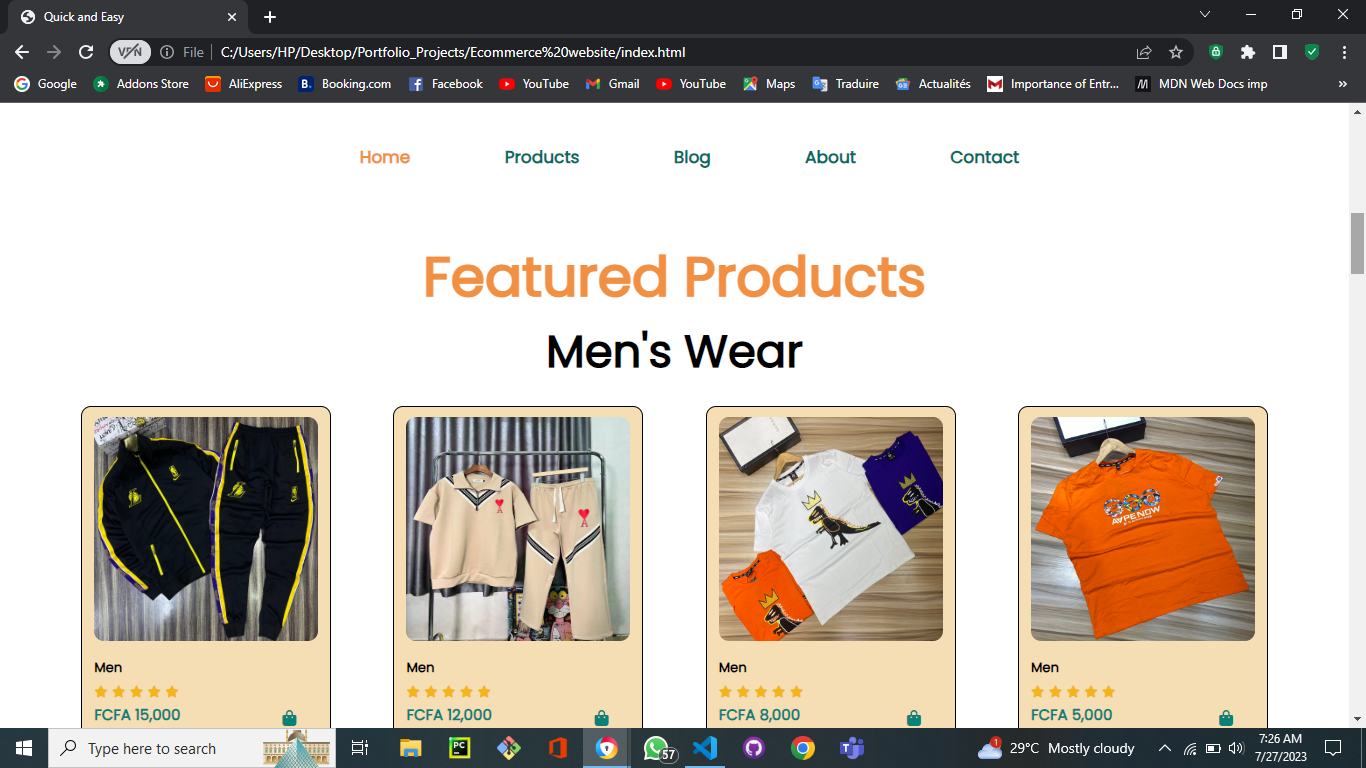 Quick and Easy
VPN File C:/Users/HP/Desktop/Portfolio_Projects/Ecommerce%20website/index.html
Google Addons Store AliExpress Booking.com Facebook YouTube Gmail YouTube Maps Traduire Actualités Importance of Entr... MDN Web Docs imp »
Home Products Blog About Contact
Featured Products
Men's Wear
AAPE NOW
Men Men Men Men
FCFA 15,000 FCFA 12,000 FCFA 8,000 FCFA 5,000
Type here to search 57 1 29°C Mostly cloudy 7:26 AM
7/27/2023